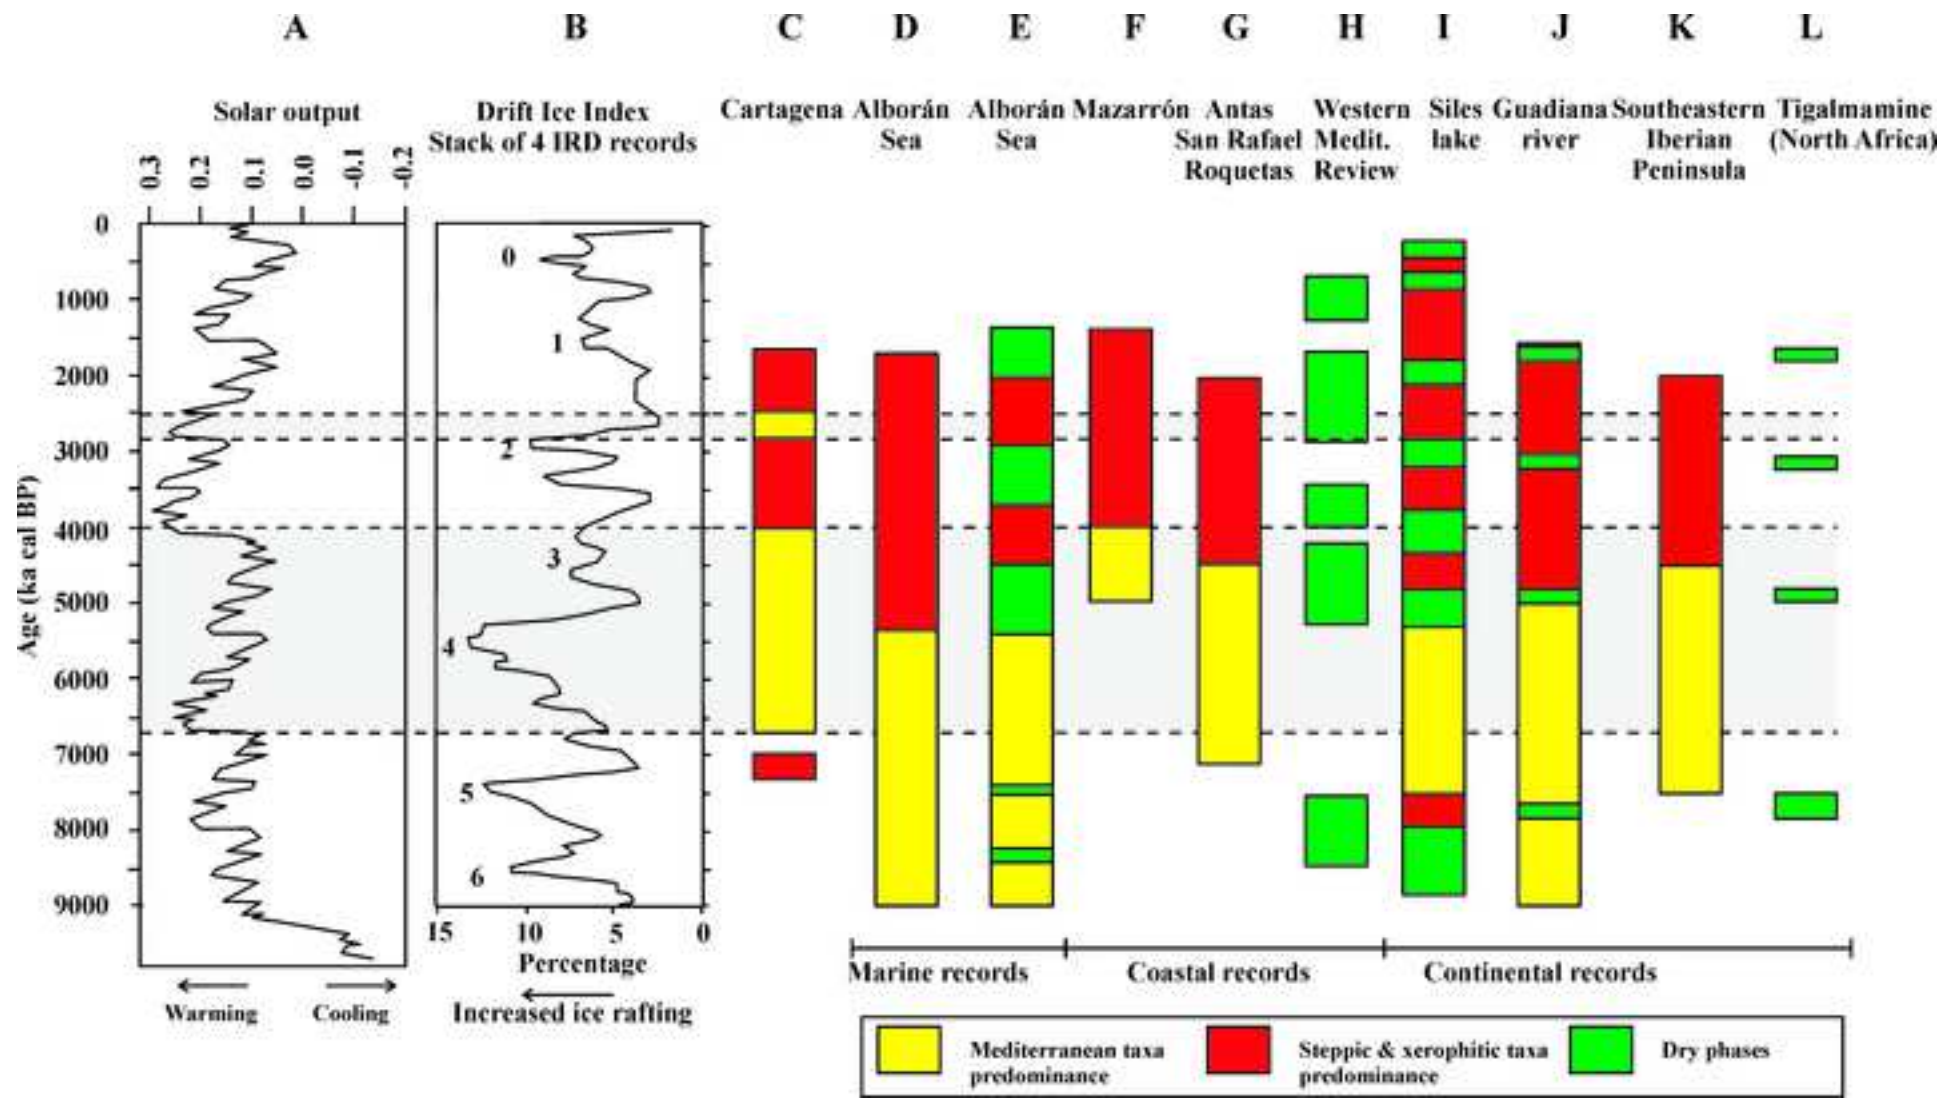 A B C D E F G H I J K L
Solar output
Drift Ice Index
Stack of 4 IRD records
Cartagena
Alborán
Sea
Alborán
Sea
Mazarrón
Antas
San Rafael
Roquetas
Western
Medit.
Review
Siles
lake
Guadiana
river
Southeastern
Iberian
Peninsula
Tigalmamine
(North Africa)
0.3 0.2 0.1 0.0 -0.1 -0.2
Age (ka cal BP)
0
1000
2000
3000
4000
5000
6000
7000
8000
9000
0
1
2
3
4
5
6
15 10 5 0
Percentage
Increased ice rafting
Warming Cooling
Marine records Coastal records Continental records
Mediterranean taxa
predominance
Steppic & xerophitic taxa
predominance
Dry phases